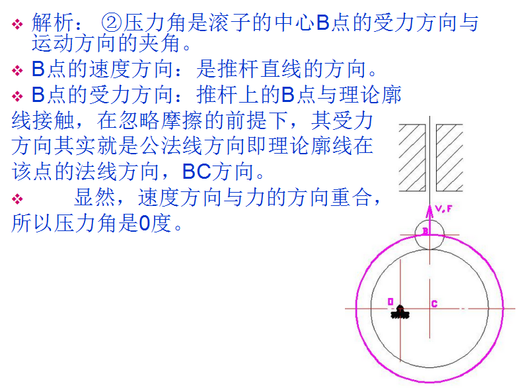 解析： ②压力角是滚子的中心B点的受力方向与
运动方向的夹角。
B点的速度方向：是推杆直线的方向。
B点的受力方向：推杆上的B点与理论廓
线接触，在忽略摩擦的前提下，其受力
方向其实就是公法线方向即理论廓线在
该点的法线方向，BC方向。
显然，速度方向与力的方向重合，
所以压力角是0度。
V,F
B
O
C